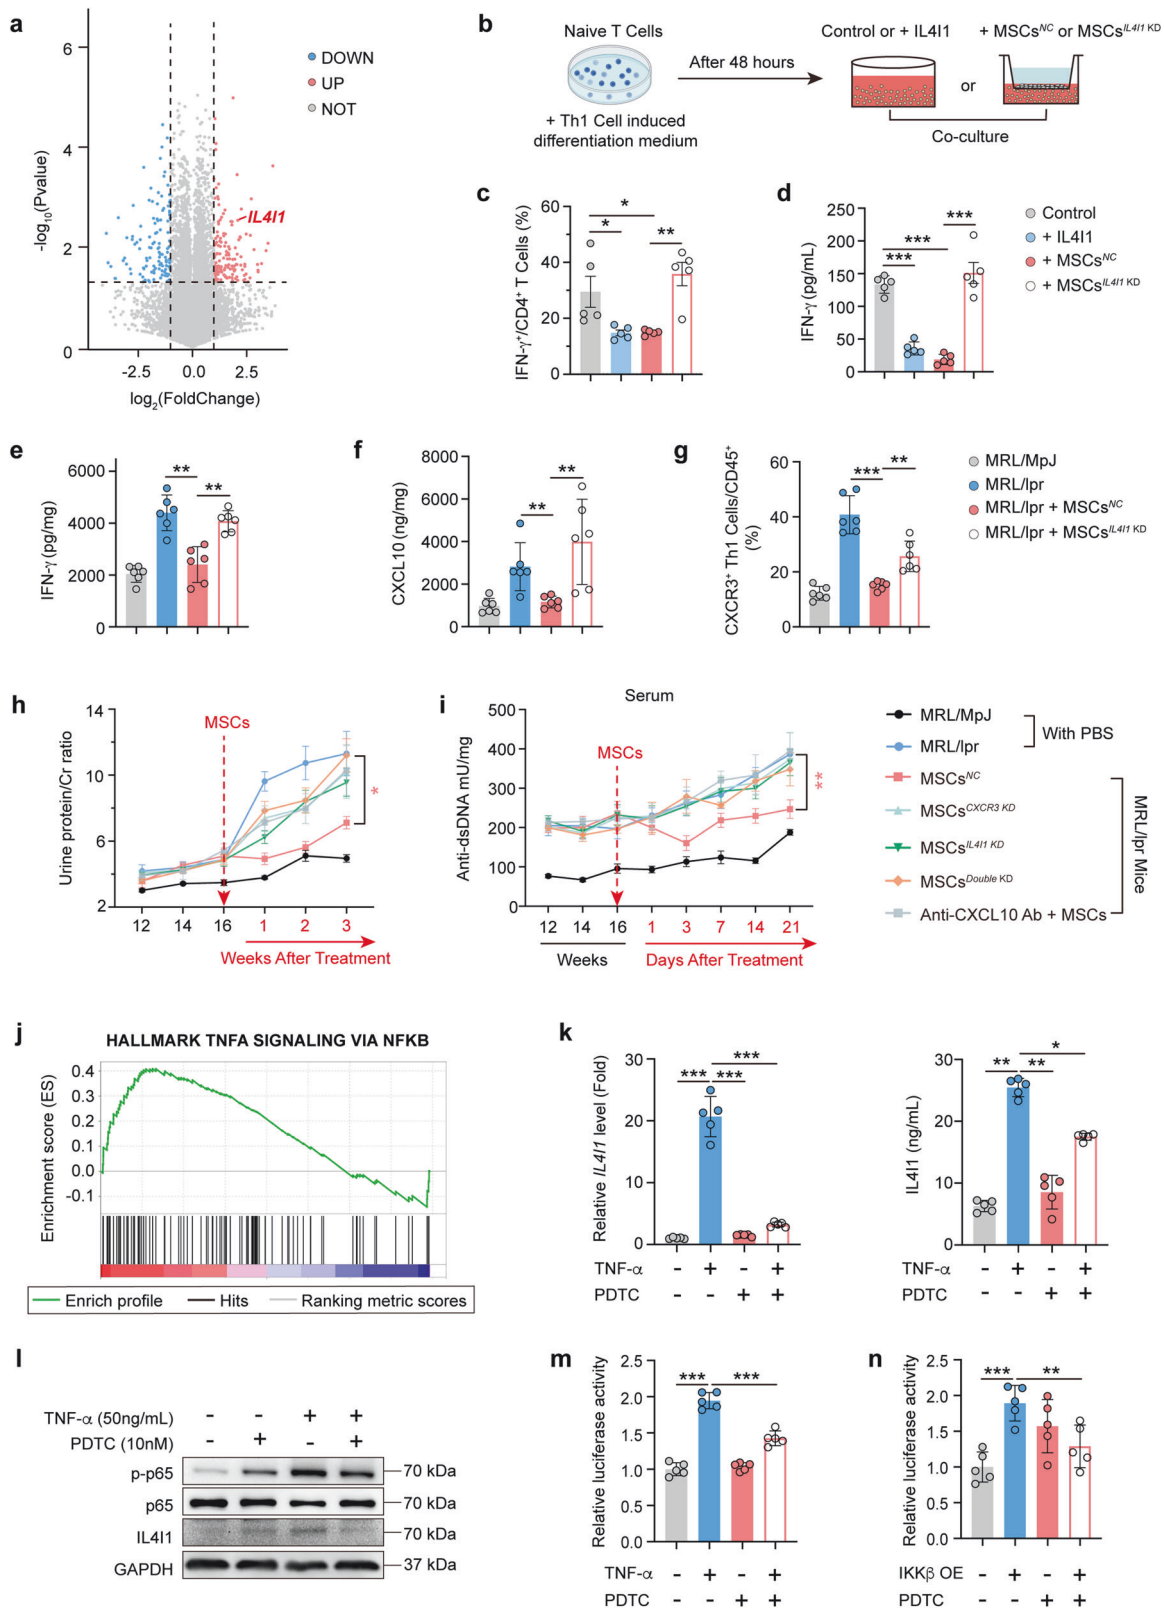 a
6
4
2
0
-log10(Pvalue)
-2.5
0.0
2.5
log2(FoldChange)
DOWN
UP
NOT
IL4I1
b
Naive T Cells
+ Th1 Cell induced
differentiation medium
After 48 hours
Control or + IL4I1
+ MSCsNC or MSCsIL4I1 KD
or
Co-culture
c
IFN-γ+/CD4+ T Cells (%)
60
40
20
0
*
*
**
d
IFN-γ (pg/mL)
200
150
100
50
0
***
***
***
Control
+ IL4I1
+ MSCsNC
+ MSCsIL4I1 KD
e
IFN-γ (pg/mg)
6000
4000
2000
0
**
**
f
CXCL10 (ng/mg)
8000
6000
4000
2000
0
**
**
g
CXCR3+ Th1 Cells/CD45+
(%)
60
40
20
0
***
**
MRL/MpJ
MRL/lpr
MRL/lpr + MSCsNC
MRL/lpr + MSCsIL4I1 KD
h
Urine protein/Cr ratio
14
10
6
2
MSCs
*
12
14
16
1
2
3
Weeks After Treatment
i
Serum
Anti-dsDNA mU/mg
500
400
300
200
100
0
MSCs
**
12
14
16
1
3
7
14
21
Weeks
Days After Treatment
MRL/MpJ
MRL/lpr
With PBS
MSCsNC
MSCsCXCR3 KD
MSCsIL4I1 KD
MSCsDouble KD
Anti-CXCL10 Ab + MSCs
MRL/lpr Mice
j
HALLMARK TNFA SIGNALING VIA NFKB
Enrichment score (ES)
0.4
0.3
0.2
0.1
0.0
-0.1
Enrich profile
Hits
Ranking metric scores
k
Relative IL4I1 level (Fold)
30
20
10
0
***
***
***
TNF-α - + - +
PDTC - - + +
IL4I1 (ng/mL)
30
20
10
0
**
**
*
TNF-α - + - +
PDTC - - + +
l
TNF-α (50ng/mL) - - + +
PDTC (10nM) - + - +
p-p65 70 kDa
p65 70 kDa
IL4I1 70 kDa
GAPDH 37 kDa
m
Relative luciferase activity
2.5
2.0
1.5
1.0
0.5
0.0
***
***
TNF-α - + - +
PDTC - - + +
n
Relative luciferase activity
2.5
2.0
1.5
1.0
0.5
0.0
***
**
IKKβ OE - + - +
PDTC - - + +